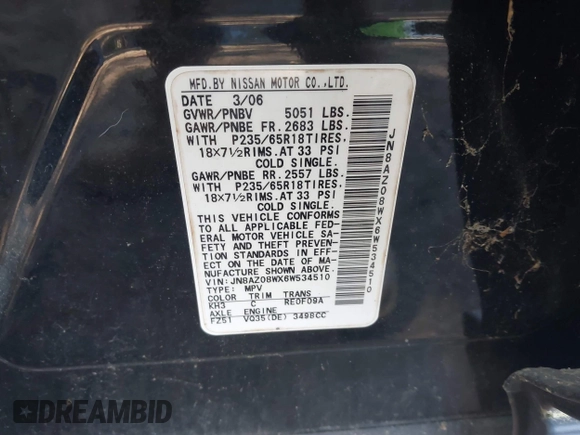 MFD.BY NISSAN MOTOR CO.,LTD.
DATE 3/06
GVWR/PNBV 5051 LBS.
GAWR/PNBE FR. 2683 LBS.
WITH P235/65R18TIRES.
18×7½RIMS.AT 33 PSI
COLD SINGLE.
GAWR/PNBE RR. 2557 LBS.
WITH P235/65R18TIRES.
18×7½RIMS.AT 33 PSI
COLD SINGLE.
THIS VEHICLE CONFORMS
TO ALL APPLICABLE FED-
ERAL MOTOR VEHICLE SA-
FETY AND THEFT PREVEN-
TION STANDARDS IN EFF-
ECT ON THE DATE OF MA-
NUFACTURE SHOWN ABOVE.
VIN: JN8AZ08WX6W534510
TYPE: MPV
COLOR TRIM TRANS
KH3 C RE0F09A
AXLE ENGINE
FZ51 VQ35(DE) 3498CC
JN8AZ08WX6W534510
DREAMBID